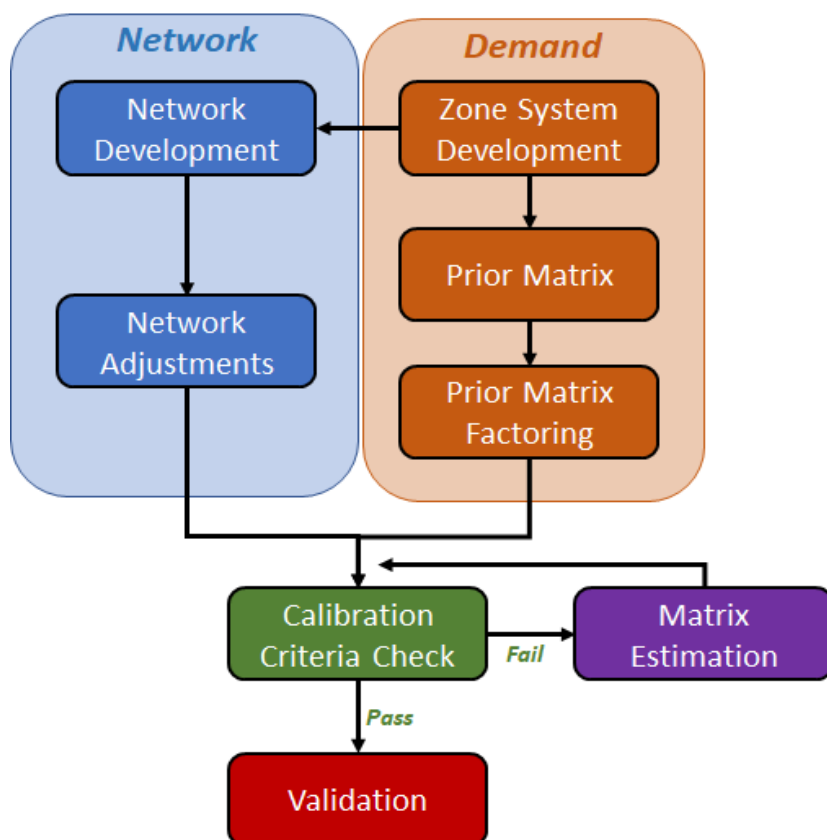 Network
Demand
Network
Development
Zone System
Development
Prior Matrix
Network
Adjustments
Prior Matrix
Factoring
Calibration
Criteria Check
Fail
Matrix
Estimation
Pass
Validation